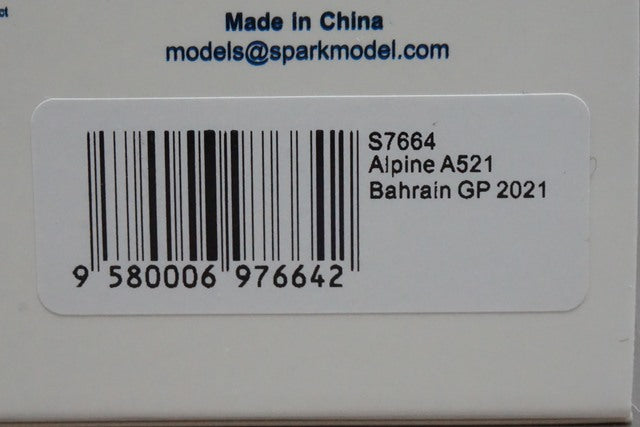 Made in China
models@sparkmodel.com
S7664
Alpine A521
Bahrain GP 2021
9 580006 976642